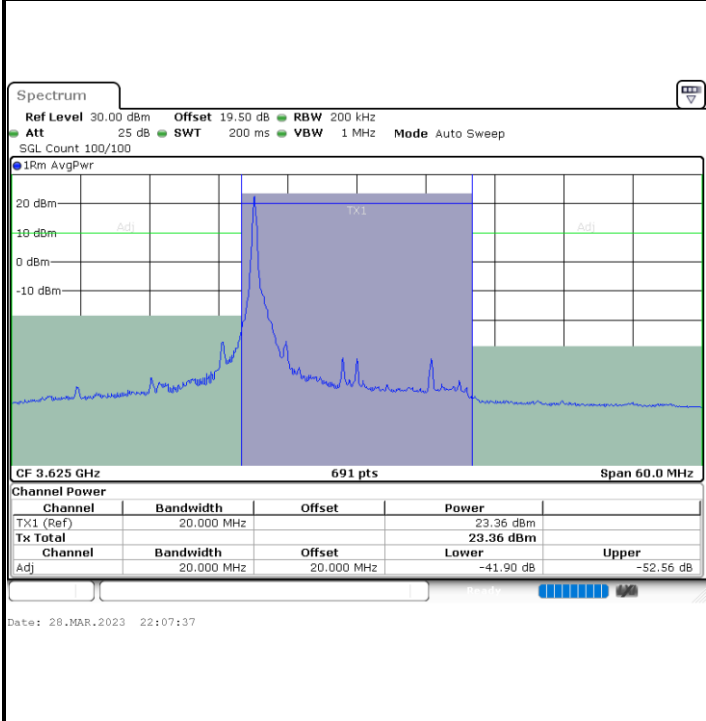 Spectrum
Ref Level 30.00 dBm Offset 19.50 dB RBW 200 kHz
Att 25 dB SWT 200 ms VBW 1 MHz Mode Auto Sweep
SGL Count 100/100
1Rm AvgPwr
20 dBm
TX1
Adj
Adj
10 dBm
0 dBm
-10 dBm
CF 3.625 GHz 691 pts Span 60.0 MHz
Channel Power
Channel Bandwidth Offset Power
TX1 (Ref) 20.000 MHz 23.36 dBm
Tx Total 23.36 dBm
Channel Bandwidth Offset Lower Upper
Adj 20.000 MHz 20.000 MHz -41.90 dB -52.56 dB
Ready
Date: 28.MAR.2023 22:07:37